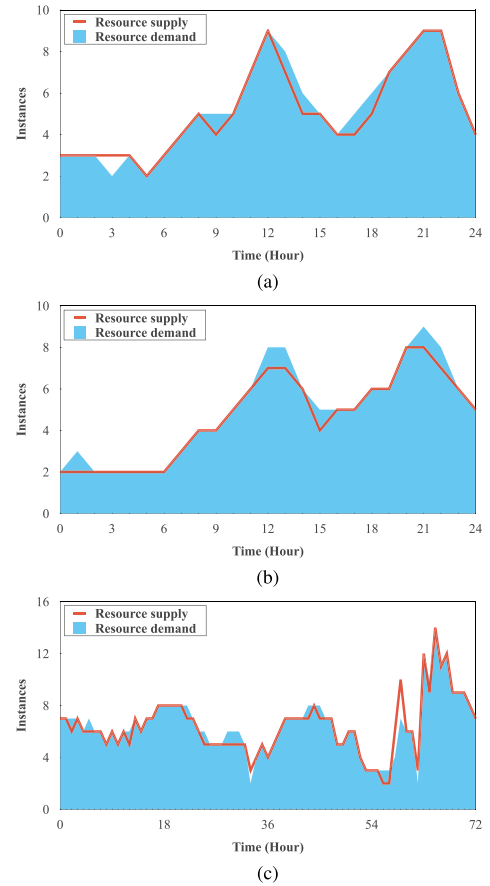 10
Resource supply
Resource demand
8
6
4
2
0
Instances
0 3 6 9 12 15 18 21 24
Time (Hour)
(a)
10
Resource supply
Resource demand
8
6
4
2
0
Instances
0 3 6 9 12 15 18 21 24
Time (Hour)
(b)
16
Resource supply
Resource demand
12
8
4
0
Instances
0 18 36 54 72
Time (Hour)
(c)